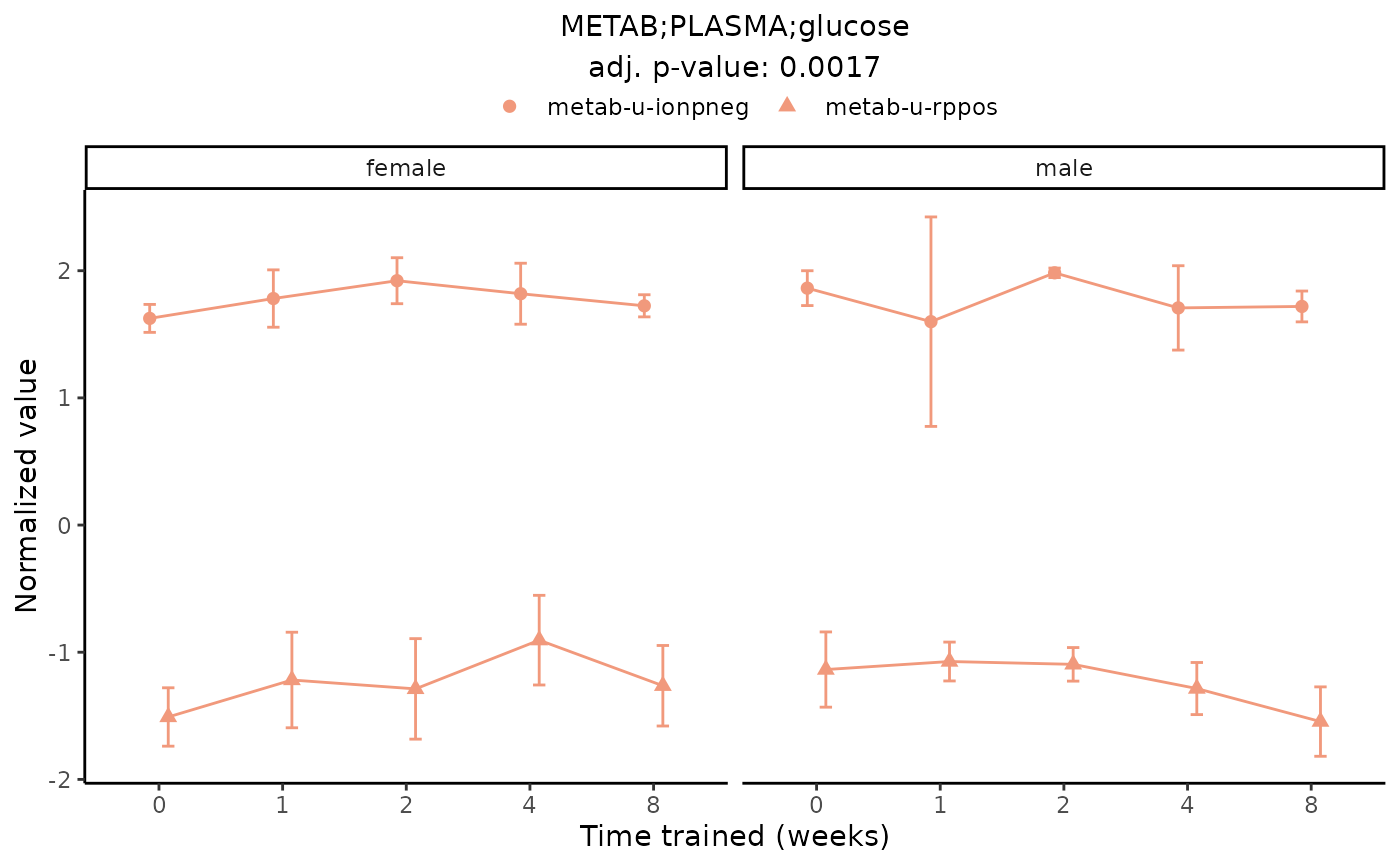 METAB;PLASMA;glucose
adj. p-value: 0.0017
metab-u-ionpneg metab-u-rppos
female male
Normalized value
2
1
0
-1
-2
0 1 2 4 8 0 1 2 4 8
Time trained (weeks)